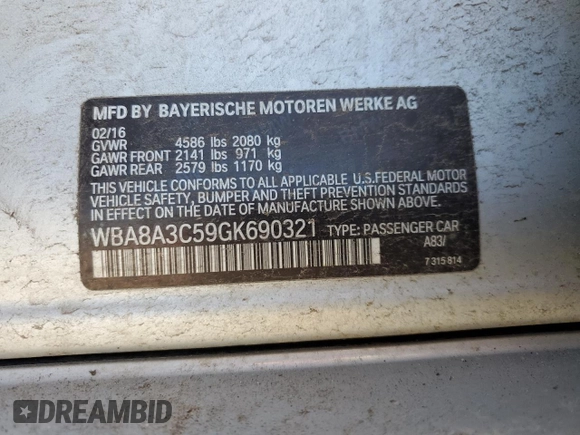 MFD BY BAYERISCHE MOTOREN WERKE AG
02/16
GVWR 4586 lbs 2080 kg
GAWR FRONT 2141 lbs 971 kg
GAWR REAR 2579 lbs 1170 kg
THIS VEHICLE CONFORMS TO ALL APPLICABLE U.S.FEDERAL MOTOR
VEHICLE SAFETY, BUMPER AND THEFT PREVENTION STANDARDS
IN EFFECT ON THE DATE OF MANUFACTURE SHOWN ABOVE.
WBA8A3C59GK690321 TYPE: PASSENGER CAR
A83/
7 315 814
DREAMBID